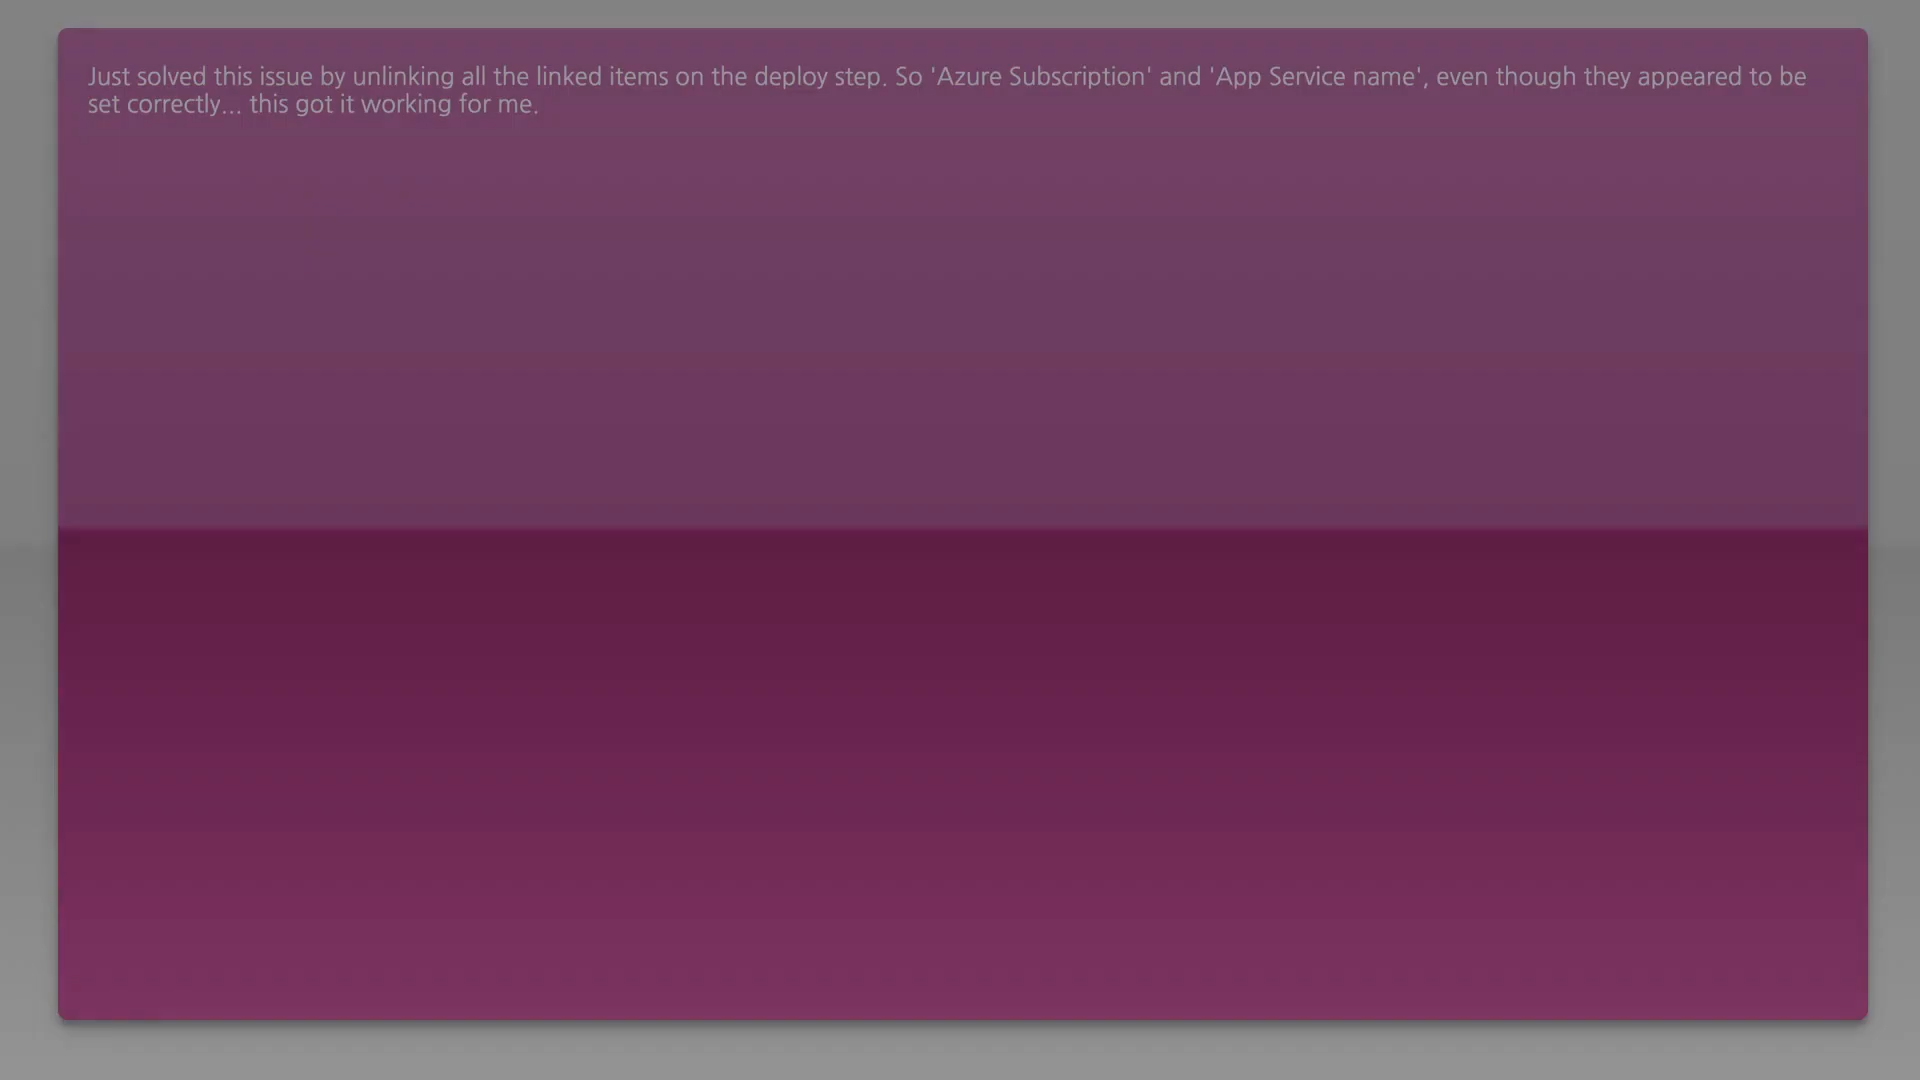 Just solved this issue by unlinking all the linked items on the deploy step. So 'Azure Subscription' and 'App Service name', even though they appeared to be
set correctly... this got it working for me.